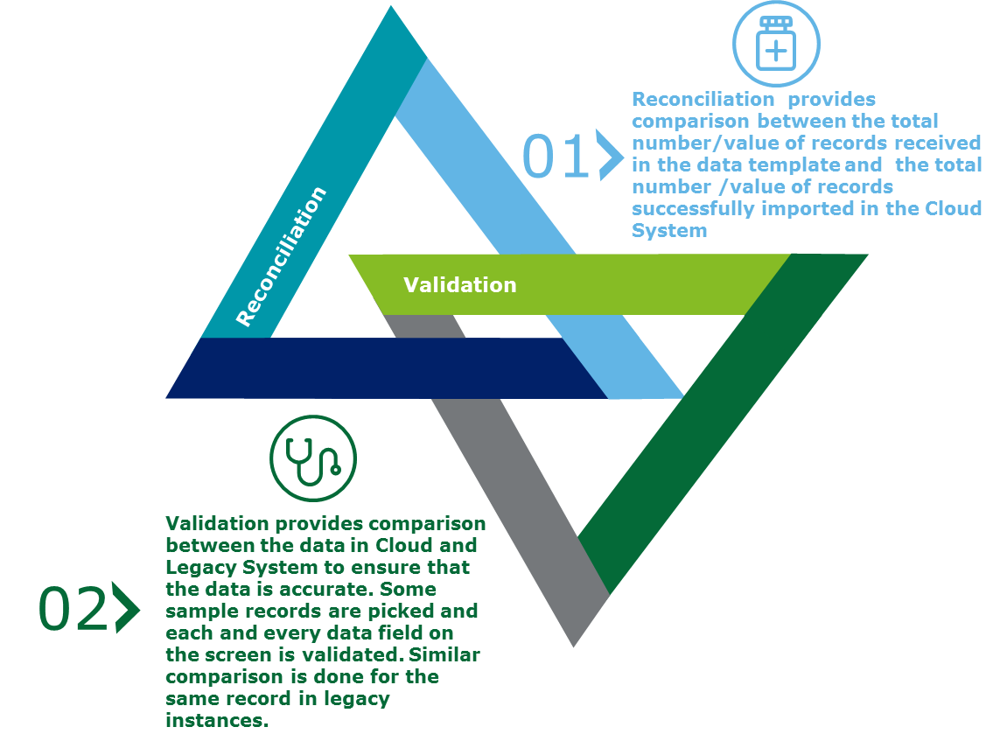 01
Reconciliation provides
comparison between the total
number/value of records received
in the data template and the total
number /value of records
successfully imported in the Cloud
System
Reconciliation
Validation
02
Validation provides comparison
between the data in Cloud and
Legacy System to ensure that
the data is accurate. Some
sample records are picked and
each and every data field on
the screen is validated. Similar
comparison is done for the
same record in legacy
instances.